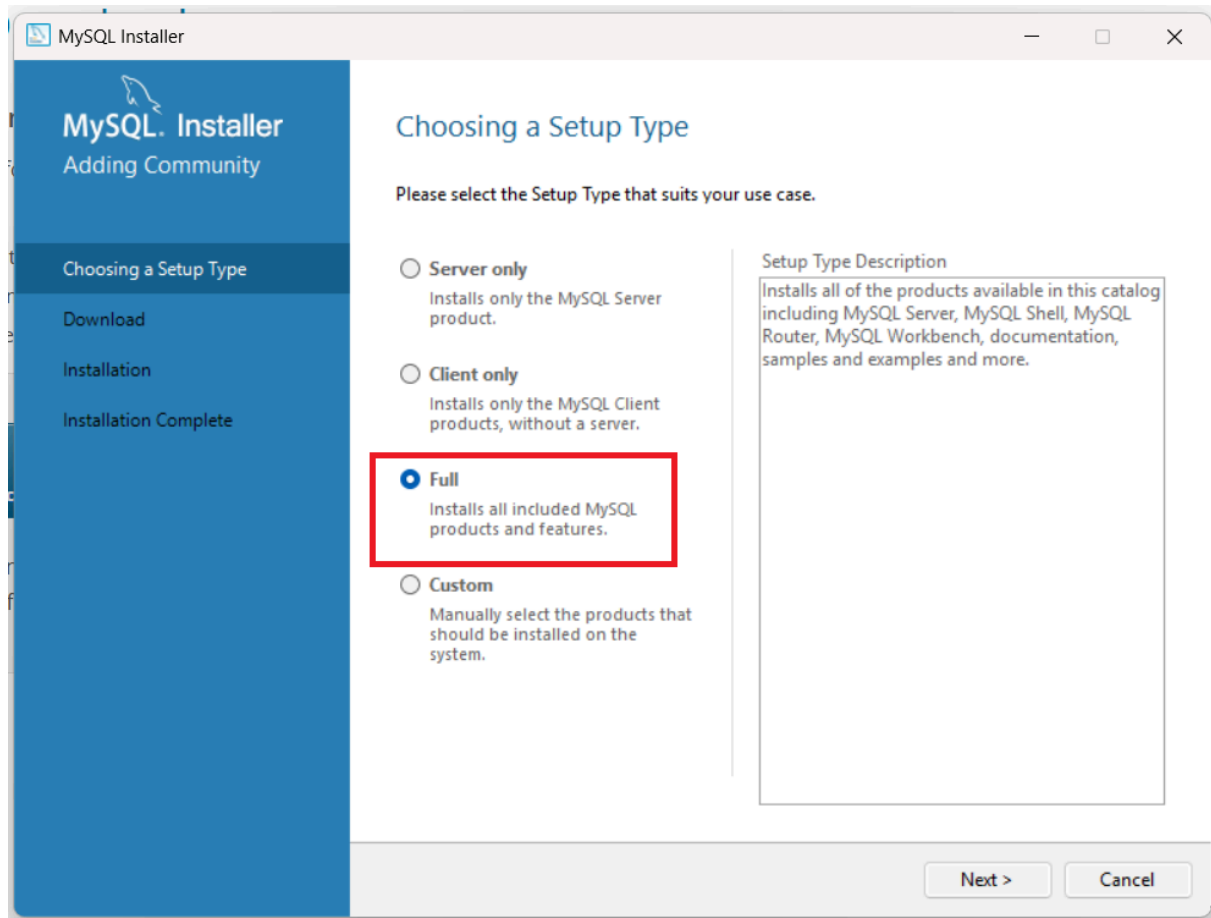 MySQL Installer
MySQL. Installer
Adding Community
Choosing a Setup Type
Download
Installation
Installation Complete
Choosing a Setup Type
Please select the Setup Type that suits your use case.
Server only
Installs only the MySQL Server
product.
Client only
Installs only the MySQL Client
products, without a server.
Full
Installs all included MySQL
products and features.
Custom
Manually select the products that
should be installed on the
system.
Setup Type Description
Installs all of the products available in this catalog
including MySQL Server, MySQL Shell, MySQL
Router, MySQL Workbench, documentation,
samples and examples and more.
Next >
Cancel